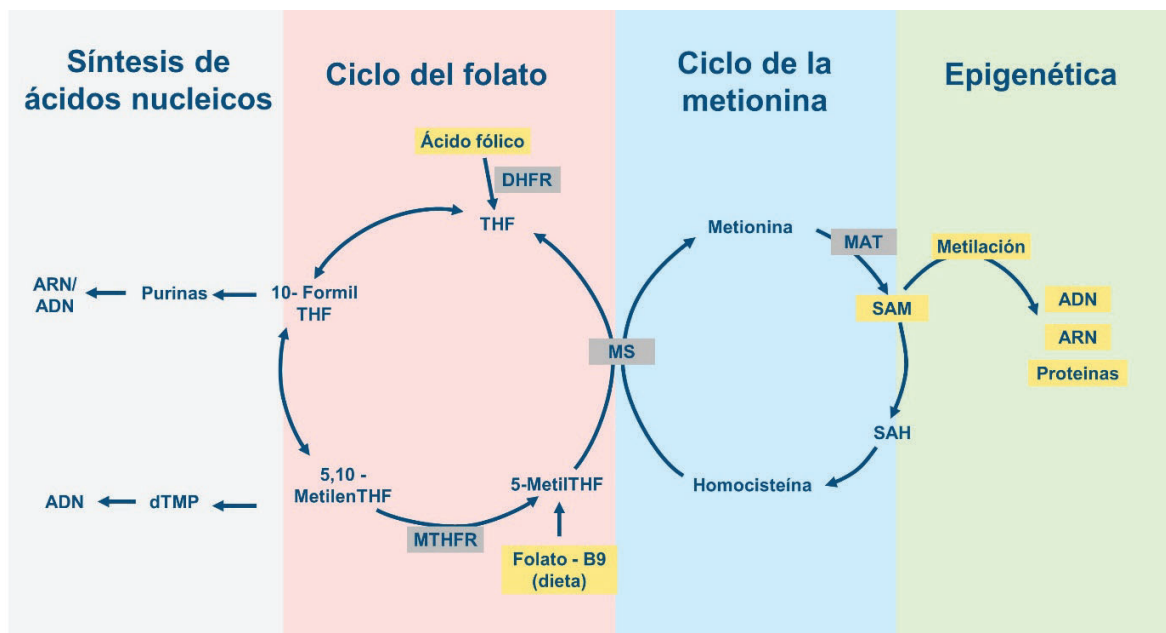 Síntesis de
ácidos nucleicos
Ciclo del folato
Ciclo de la
metionina
Epigenética
Ácido fólico
DHFR
THF
10- Formil
THF
Purinas
ARN/
ADN
5,10 -
MetilenTHF
dTMP
ADN
MTHFR
5-MetilTHF
Folato - B9
(dieta)
MS
Metionina
MAT
SAM
SAH
Homocisteína
Metilación
ADN
ARN
Proteinas